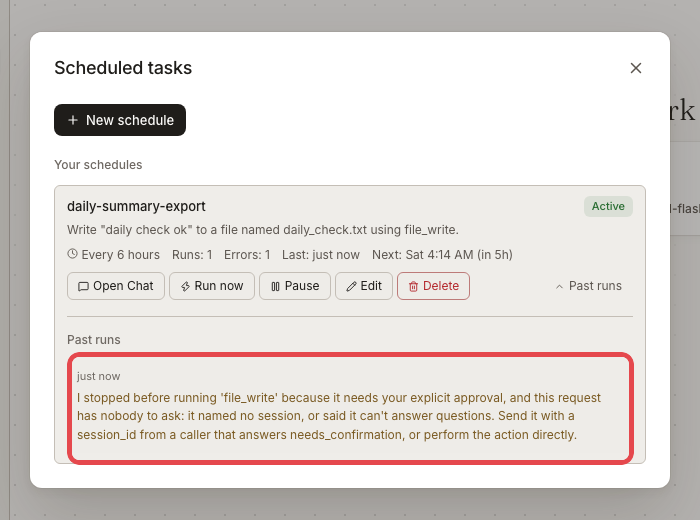 Scheduled tasks
New schedule
Your schedules
daily-summary-export
Active
Write "daily check ok" to a file named daily_check.txt using file_write.
Every 6 hours Runs: 1 Errors: 1 Last: just now Next: Sat 4:14 AM (in 5h)
Open Chat Run now Pause Edit Delete Past runs
Past runs
just now
I stopped before running 'file_write' because it needs your explicit approval, and this request
has nobody to ask: it named no session, or said it can't answer questions. Send it with a
session_id from a caller that answers needs_confirmation, or perform the action directly.
rk
l-flas